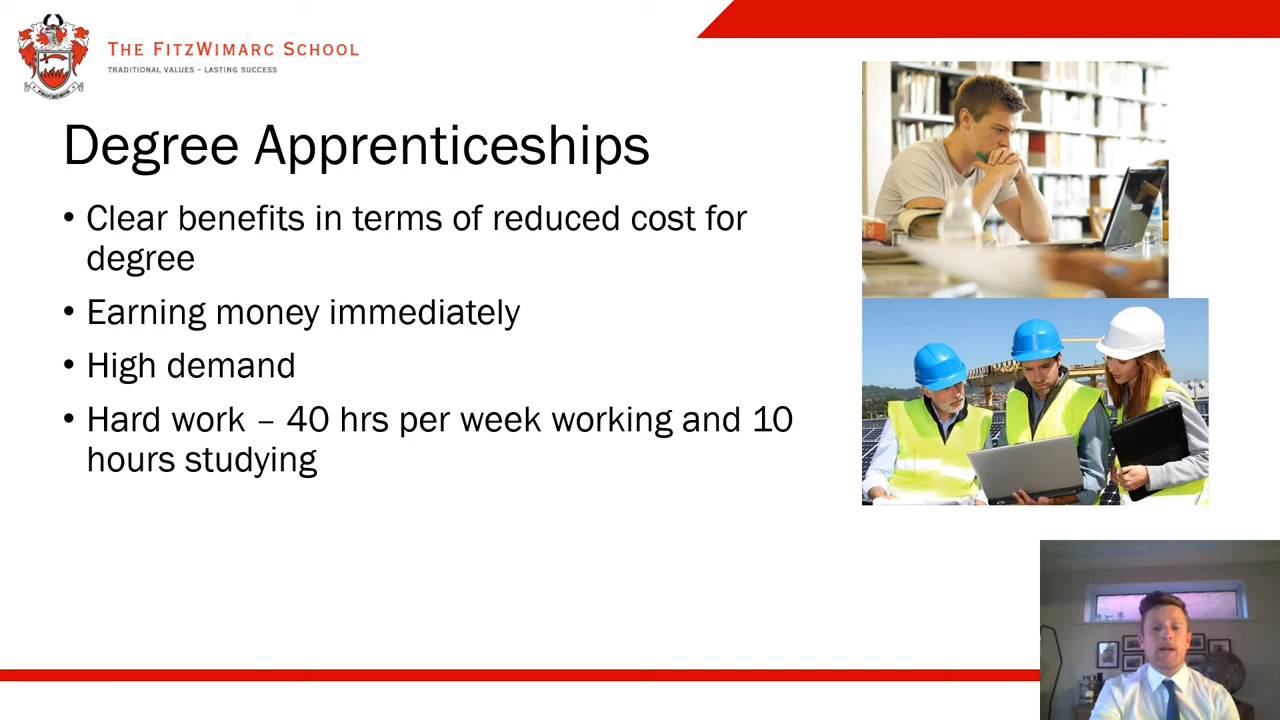 THE FITZWIMARC SCHOOL
TRADITIONAL VALUES – LASTING SUCCESS
Degree Apprenticeships
• Clear benefits in terms of reduced cost for
degree
• Earning money immediately
• High demand
• Hard work – 40 hrs per week working and 10
hours studying